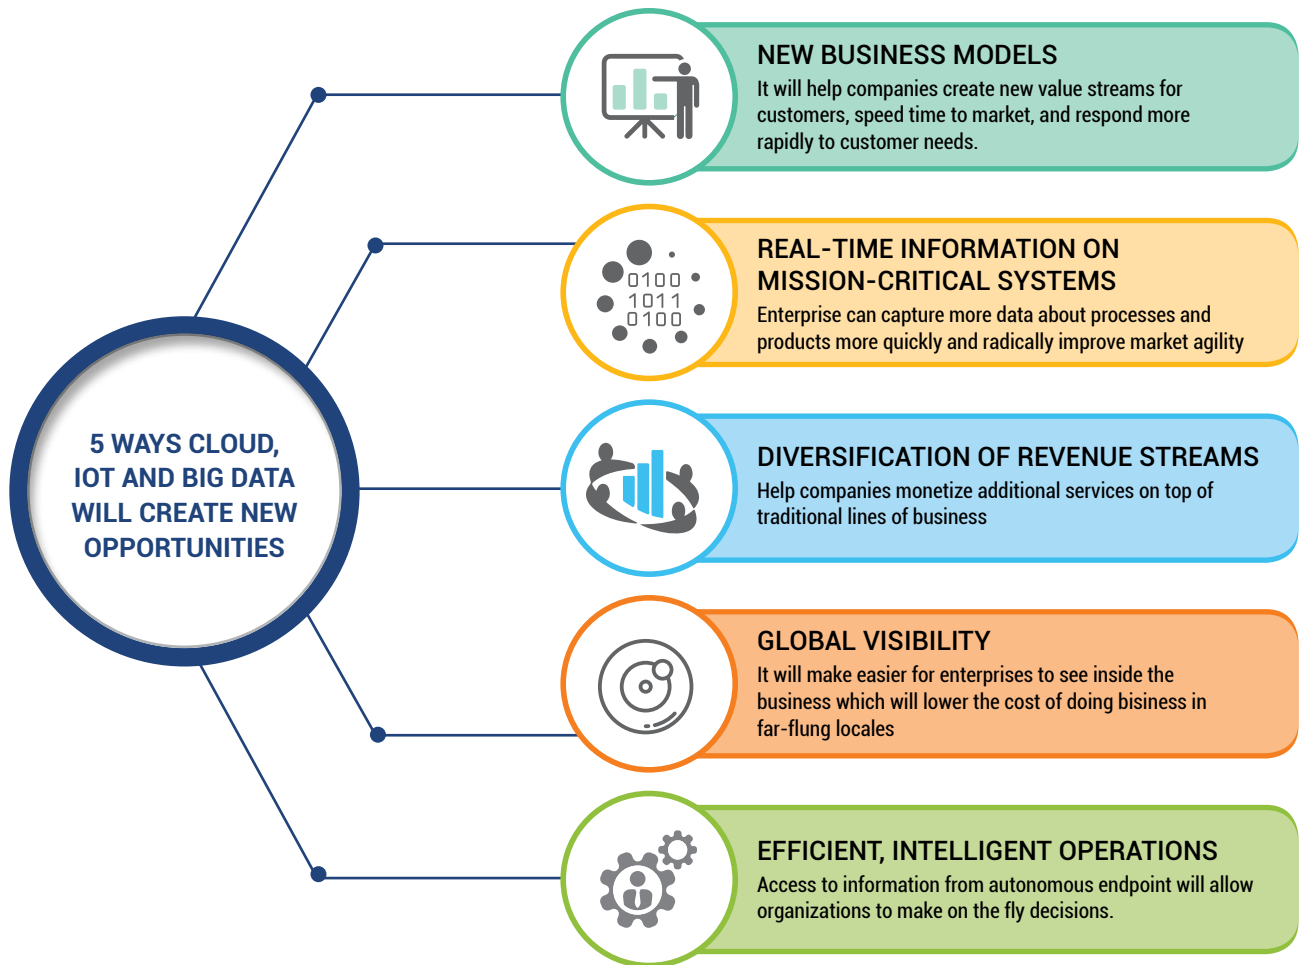 5 WAYS CLOUD,
IOT AND BIG DATA
WILL CREATE NEW
OPPORTUNITIES
NEW BUSINESS MODELS
It will help companies create new value streams for
customers, speed time to market, and respond more
rapidly to customer needs.
0100
1011
0100
REAL-TIME INFORMATION ON
MISSION-CRITICAL SYSTEMS
Enterprise can capture more data about processes and
products more quickly and radically improve market agility
DIVERSIFICATION OF REVENUE STREAMS
Help companies monetize additional services on top of
traditional lines of business
GLOBAL VISIBILITY
It will make easier for enterprises to see inside the
business which will lower the cost of doing bisiness in
far-flung locales
EFFICIENT, INTELLIGENT OPERATIONS
Access to information from autonomous endpoint will allow
organizations to make on the fly decisions.